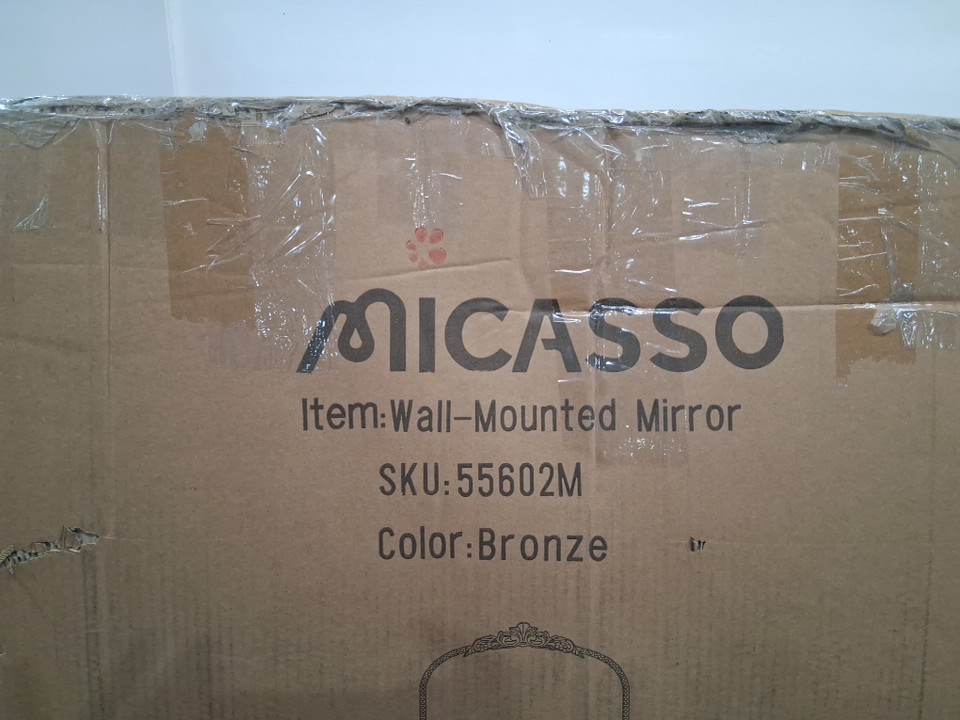 MICASSO
Item:Wall-Mounted Mirror
SKU:55602M
Color:Bronze